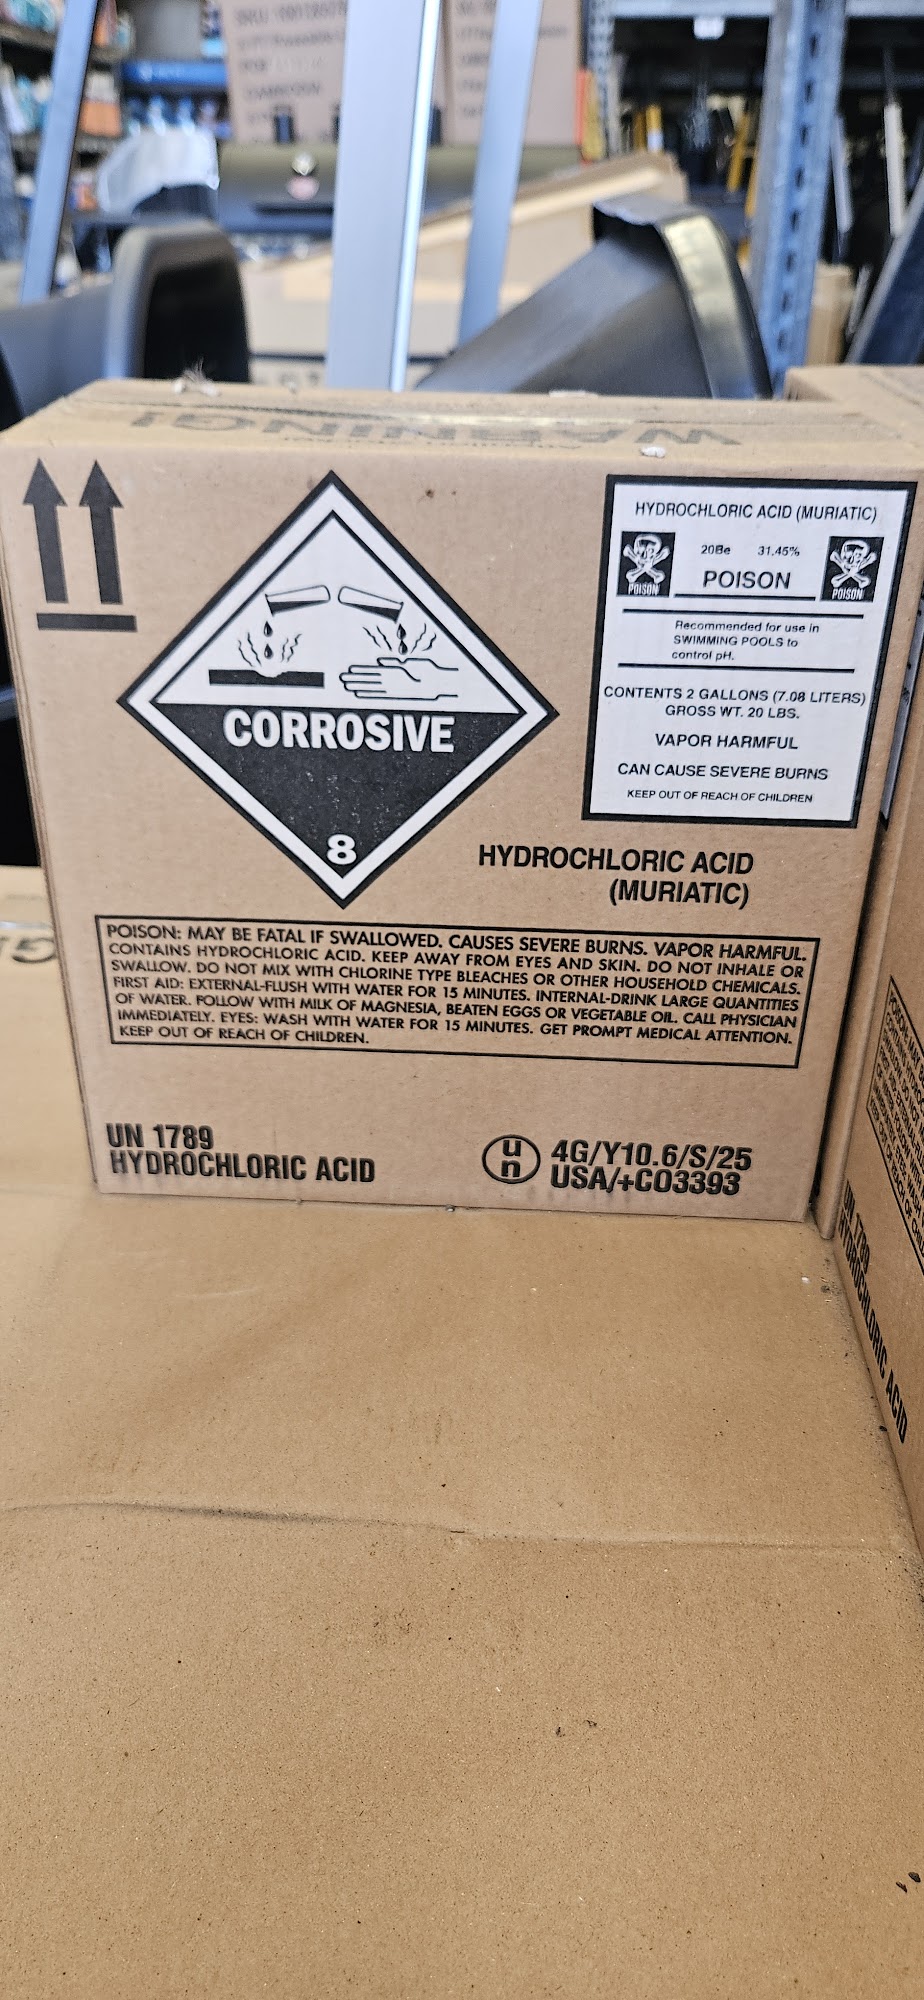 WARNING!
CORROSIVE
8
HYDROCHLORIC ACID (MURIATIC)
20Be 31.45%
POISON
POISON
POISON
Recommended for use in
SWIMMING POOLS to
control pH.
CONTENTS 2 GALLONS (7.08 LITERS)
GROSS WT. 20 LBS.
VAPOR HARMFUL
CAN CAUSE SEVERE BURNS
KEEP OUT OF REACH OF CHILDREN
HYDROCHLORIC ACID
(MURIATIC)
POISON: MAY BE FATAL IF SWALLOWED. CAUSES SEVERE BURNS. VAPOR HARMFUL.
CONTAINS HYDROCHLORIC ACID. KEEP AWAY FROM EYES AND SKIN. DO NOT INHALE OR
SWALLOW. DO NOT MIX WITH CHLORINE TYPE BLEACHES OR OTHER HOUSEHOLD CHEMICALS.
FIRST AID: EXTERNAL-FLUSH WITH WATER FOR 15 MINUTES. INTERNAL-DRINK LARGE QUANTITIES
OF WATER. FOLLOW WITH MILK OF MAGNESIA, BEATEN EGGS OR VEGETABLE OIL. CALL PHYSICIAN
IMMEDIATELY. EYES: WASH WITH WATER FOR 15 MINUTES. GET PROMPT MEDICAL ATTENTION.
KEEP OUT OF REACH OF CHILDREN.
UN 1789
HYDROCHLORIC ACID
un
4G/Y10.6/S/25
USA/+CO3393
UN 1789
HYDROCHLORIC ACID